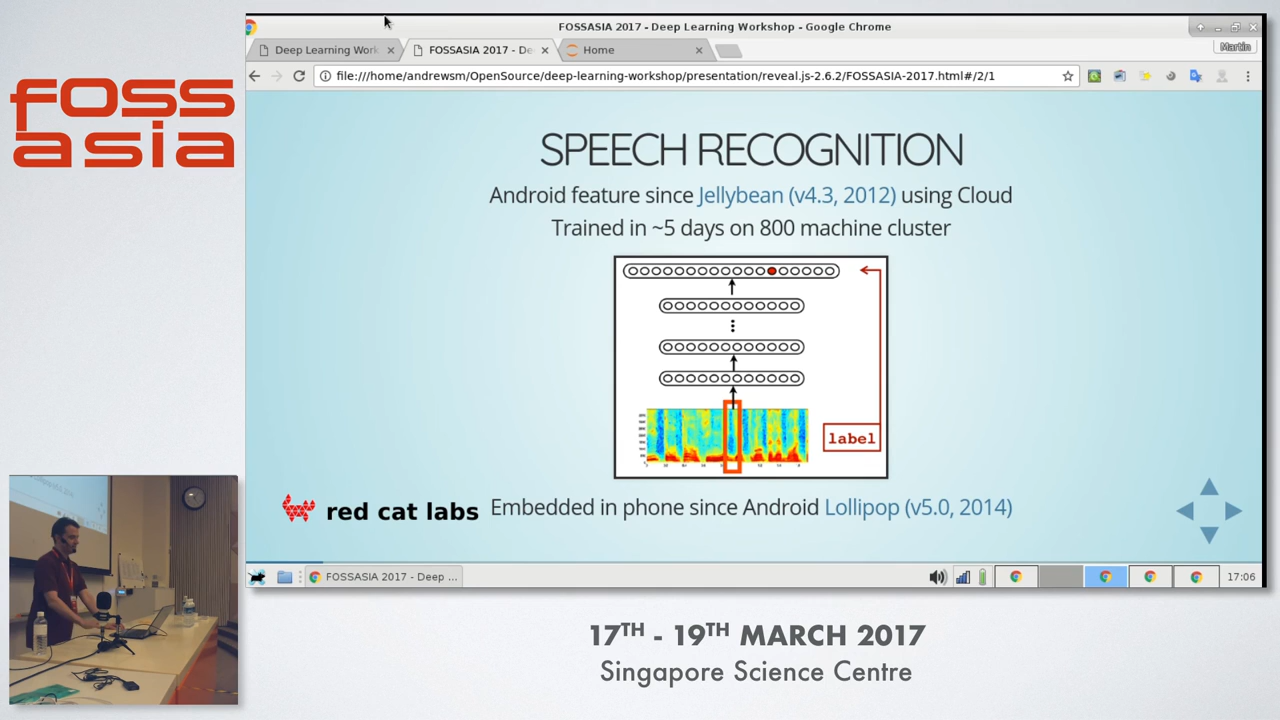 foss
asia
FOSSASIA 2017 - Deep Learning Workshop - Google Chrome
Deep Learning Work
FOSSASIA 2017 - De
Home
Martin
file:///home/andrewsm/OpenSource/deep-learning-workshop/presentation/reveal.js-2.6.2/FOSSASIA-2017.html#/2/1
SPEECH RECOGNITION
Android feature since Jellybean (v4.3, 2012) using Cloud
Trained in ~5 days on 800 machine cluster
label
red cat labs
Embedded in phone since Android Lollipop (v5.0, 2014)
FOSSASIA 2017 - Deep ...
17:06
17TH - 19TH MARCH 2017
Singapore Science Centre